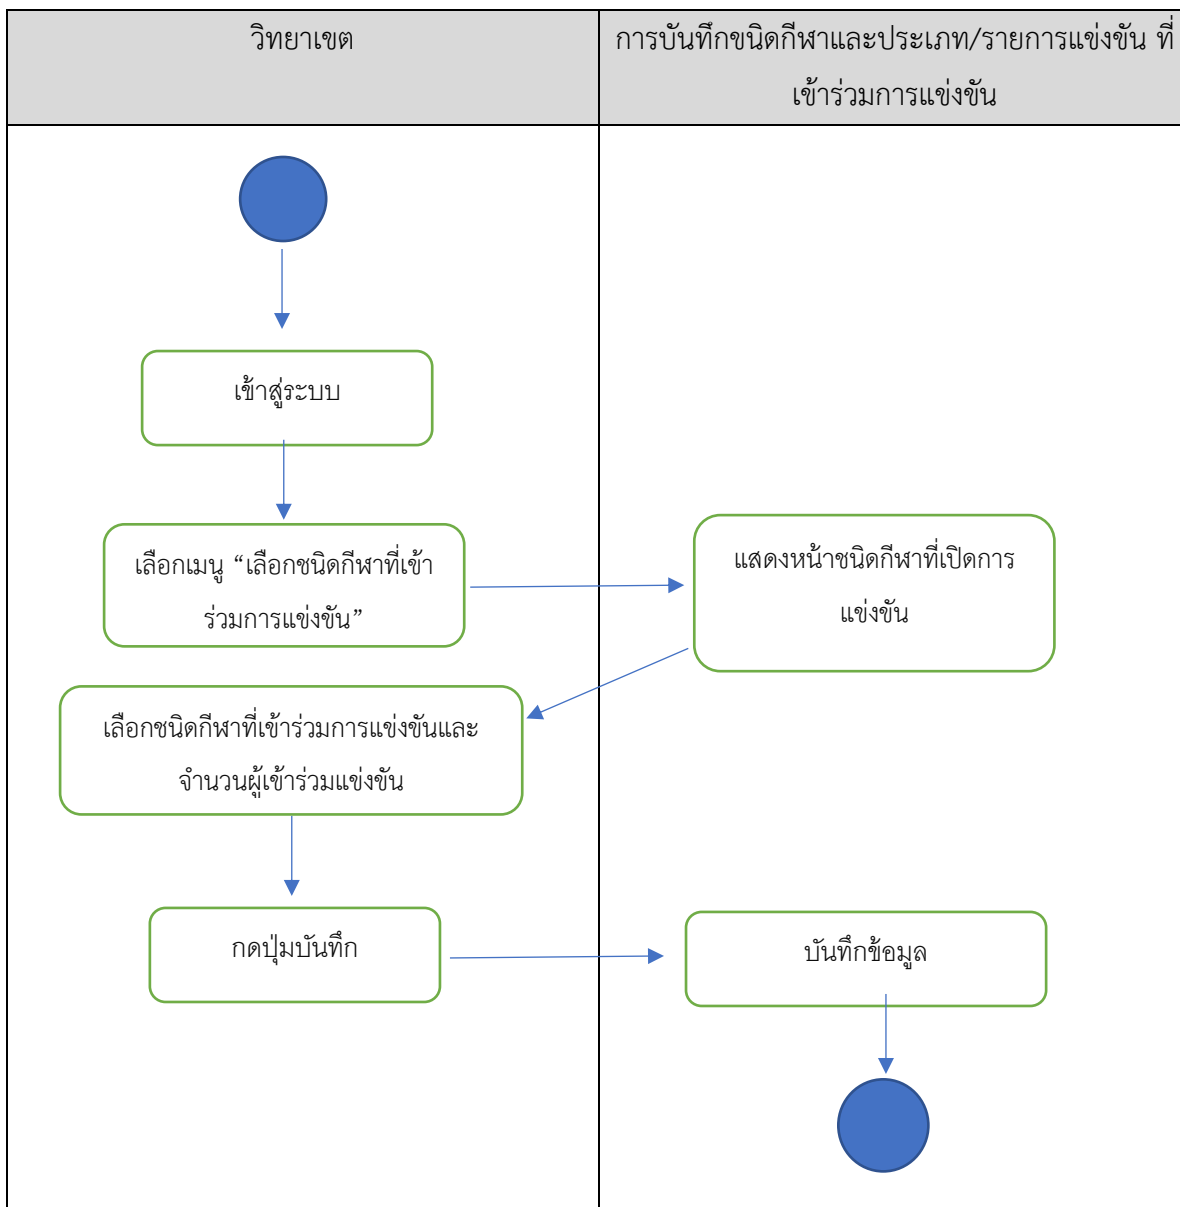 วิทยาเขต
การบันทึกขนิดกีฬาและประเภท/รายการแข่งขัน ที่
เข้าร่วมการแข่งขัน
เข้าสู่ระบบ
เลือกเมนู “เลือกชนิดกีฬาที่เข้า
ร่วมการแข่งขัน”
แสดงหน้าชนิดกีฬาที่เปิดการ
แข่งขัน
เลือกชนิดกีฬาที่เข้าร่วมการแข่งขันและ
จำนวนผู้เข้าร่วมแข่งขัน
กดปุ่มบันทึก
บันทึกข้อมูล